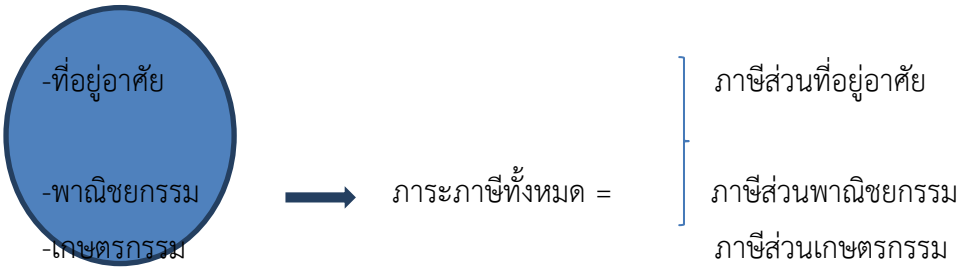 -ที่อยู่อาศัย
-พาณิชยกรรม
-เกษตรกรรม
ภาระภาษีทั้งหมด =
ภาษีส่วนที่อยู่อาศัย
ภาษีส่วนพาณิชยกรรม
ภาษีส่วนเกษตรกรรม